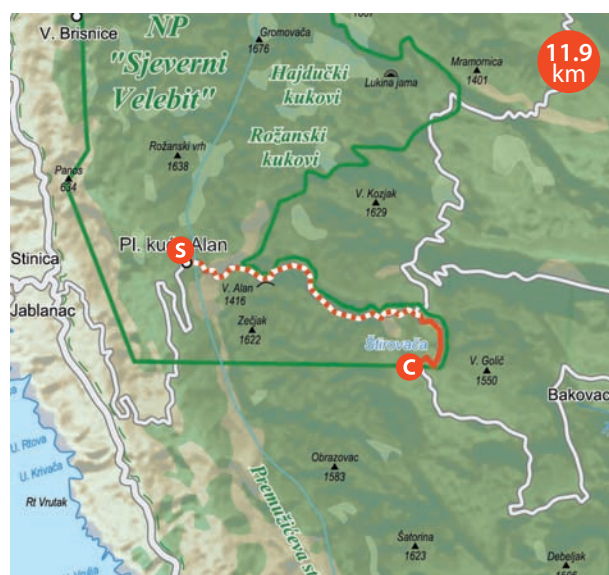 V. Brisnice
NP
"Sjeverni
Velebit"
Gromovača
1676
11.9
km
Hajdučki
kukovi
Lukina jama
Mramornica
1401
Rožanski
kukovi
Rožanski vrh
1638
Panos
634
V. Kozjak
1629
S
Alan
Stinica
V. Alan
1416
Jablanac
Zečjak
1622
Štirovača
C
V. Golič
1550
Bakovac
U. Rtova
U. Krivača
Rt Vrutak
Obrazovac
1583
Premužićeva
Šatorina
1623
Debeljak